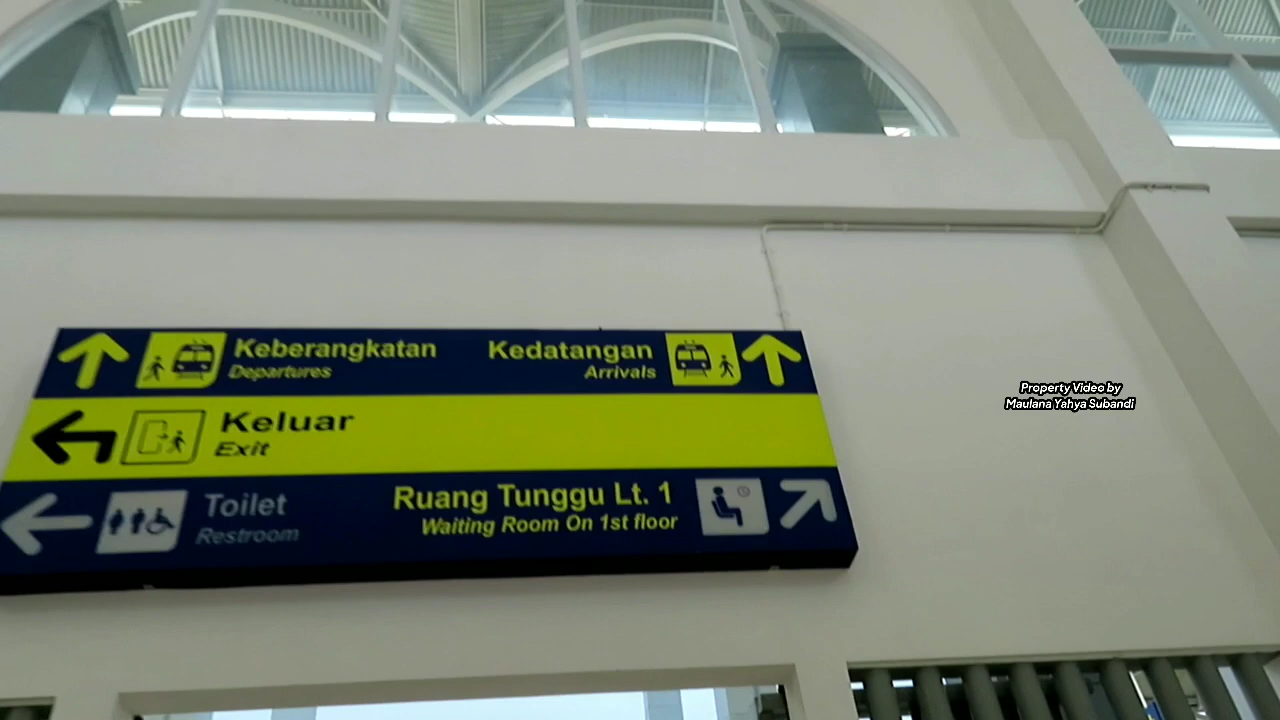 Keberangkatan
Departures
Kedatangan
Arrivals
Keluar
Exit
Toilet
Restroom
Ruang Tunggu Lt. 1
Waiting Room On 1st floor
Property Video by
Maulana Yahya Subandi